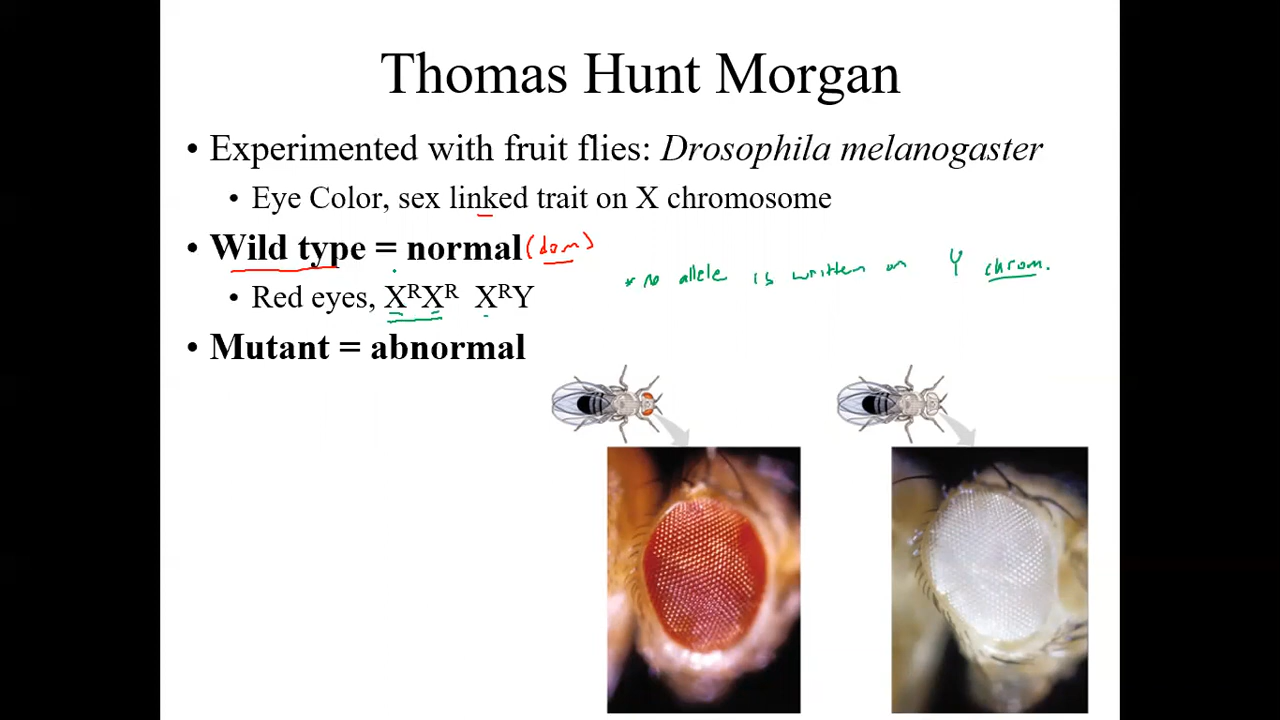 Thomas Hunt Morgan
• Experimented with fruit flies: Drosophila melanogaster
• Eye Color, sex linked trait on X chromosome
• Wild type = normal (dom)
* no allele is written on Y chrom.
• Red eyes, XᴿXᴿ XᴿY
• Mutant = abnormal